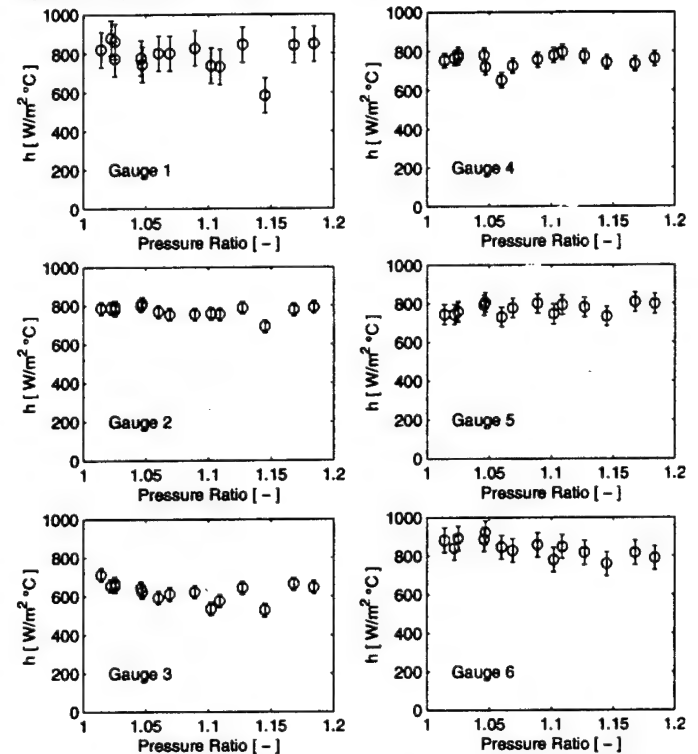 1000
800
600
400
200
0
h [ W/m² °C ]
Gauge 1
1 1.05 1.10 1.15 1.2
Pressure Ratio [ – ]
1000
800
600
400
200
0
h [ W/m² °C ]
Gauge 4
1 1.05 1.1 1.15 1.2
Pressure Ratio [ – ]
1000
800
600
400
200
0
h [ W/m² °C ]
Gauge 2
1 1.05 1.1 1.15 1.2
Pressure Ratio [ – ]
1000
800
600
400
200
0
h [ W/m² °C ]
Gauge 5
1 1.05 1.1 1.15 1.2
Pressure Ratio [ – ]
1000
800
600
400
200
0
h [ W/m² °C ]
Gauge 3
1 1.05 1.1 1.15 1.2
Pressure Ratio [ – ]
1000
800
600
400
200
0
h [ W/m² °C ]
Gauge 6
1 1.05 1.1 1.15 1.2
Pressure Ratio [ – ]